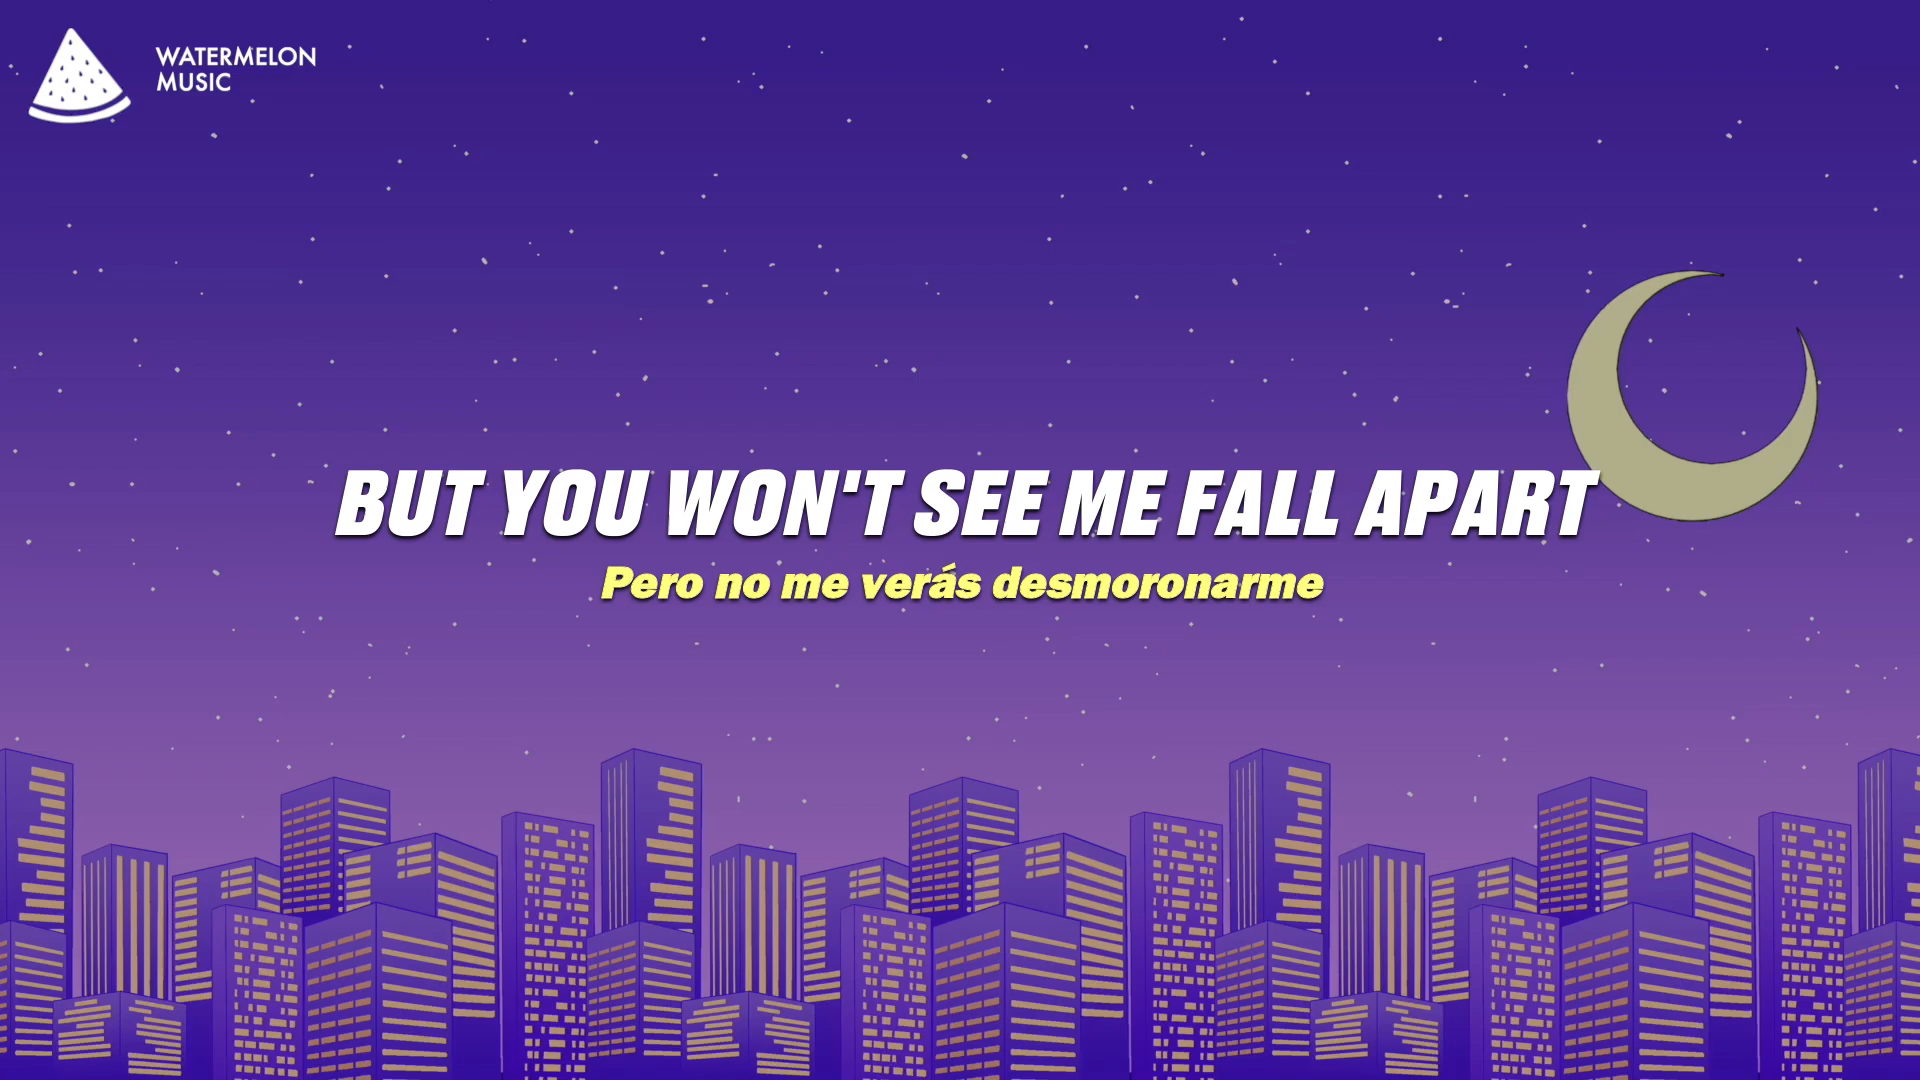 WATERMELON
MUSIC
BUT YOU WON'T SEE ME FALL APART
Pero no me verás desmoronarme